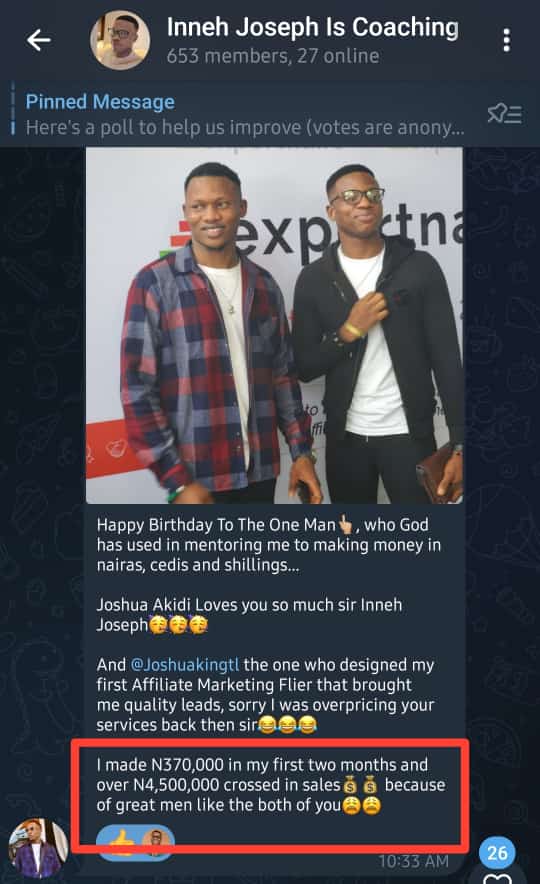 Inneh Joseph Is Coaching
653 members, 27 online
Pinned Message
Here's a poll to help us improve (votes are anony...
Happy Birthday To The One Man👆🏼, who God
has used in mentoring me to making money in
nairas, cedis and shillings...
Joshua Akidi Loves you so much sir Inneh
Joseph🥳🥳🥳
And @Joshuakingtl the one who designed my
first Affiliate Marketing Flier that brought
me quality leads, sorry I was overpricing your
services back then sir😂😂😂
I made N370,000 in my first two months and
over N4,500,000 crossed in sales💰💰 because
of great men like the both of you😩😩
10:33 AM
26